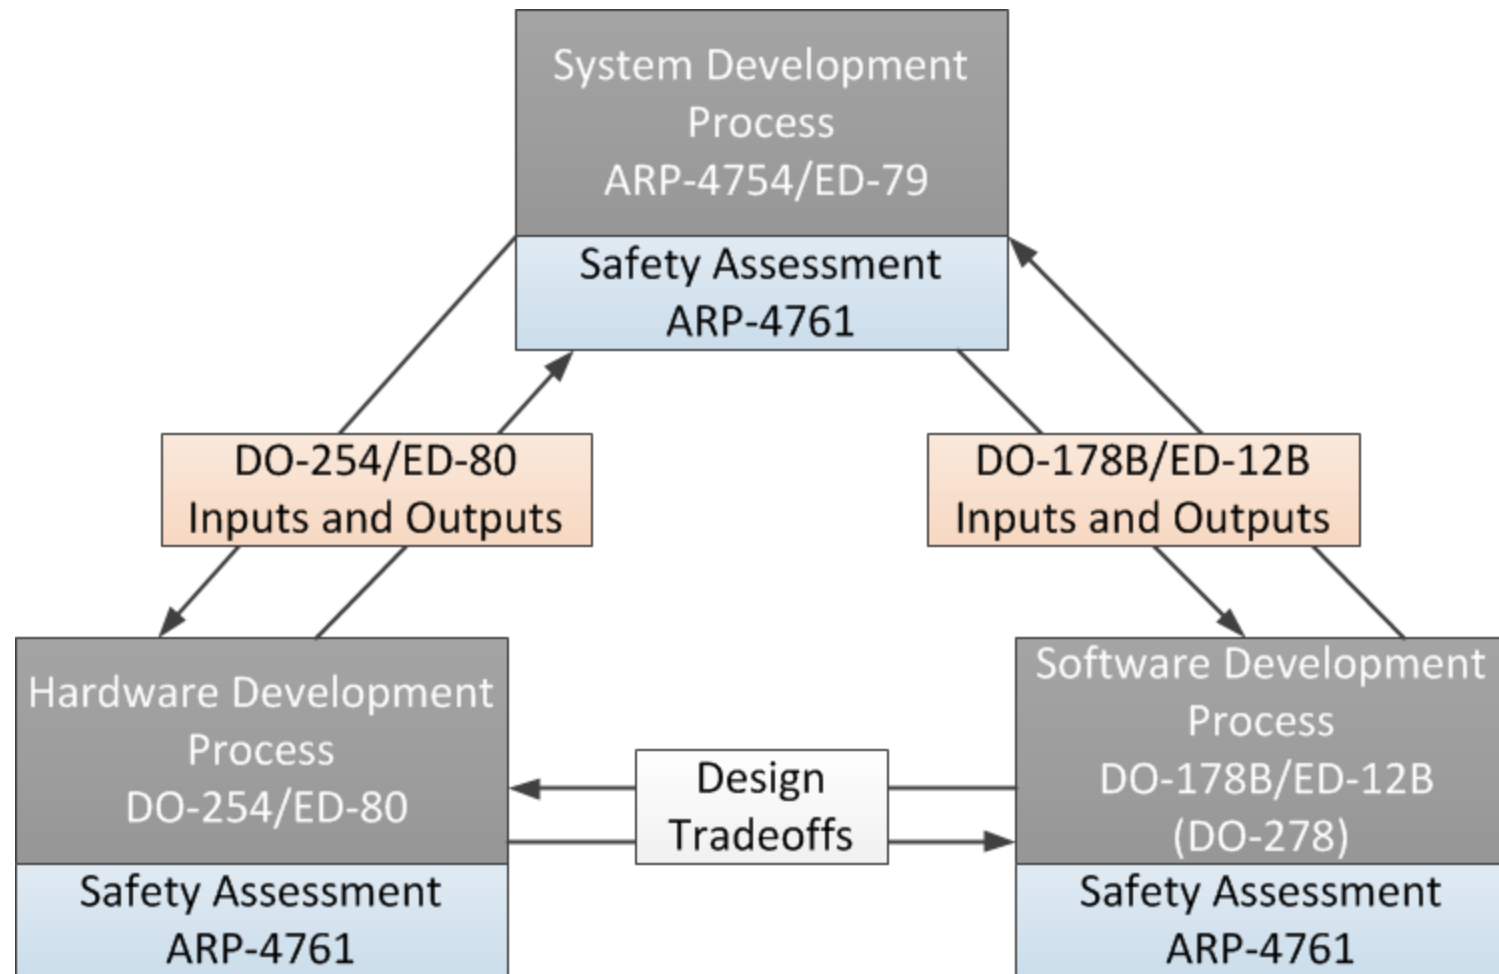 System Development
Process
ARP-4754/ED-79
Safety Assessment
ARP-4761
DO-254/ED-80
Inputs and Outputs
DO-178B/ED-12B
Inputs and Outputs
Hardware Development
Process
DO-254/ED-80
Safety Assessment
ARP-4761
Design
Tradeoffs
Software Development
Process
DO-178B/ED-12B
(DO-278)
Safety Assessment
ARP-4761